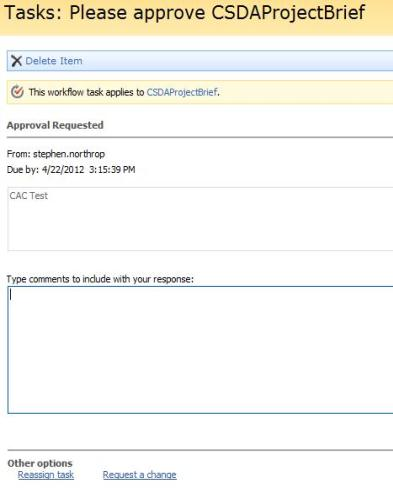 Tasks: Please approve CSDAProjectBrief
Delete Item
This workflow task applies to CSDAProjectBrief.
Approval Requested
From: stephen.northrop
Due by: 4/22/2012 3:15:39 PM
CAC Test
Type comments to include with your response:
Other options
Reassign task Request a change